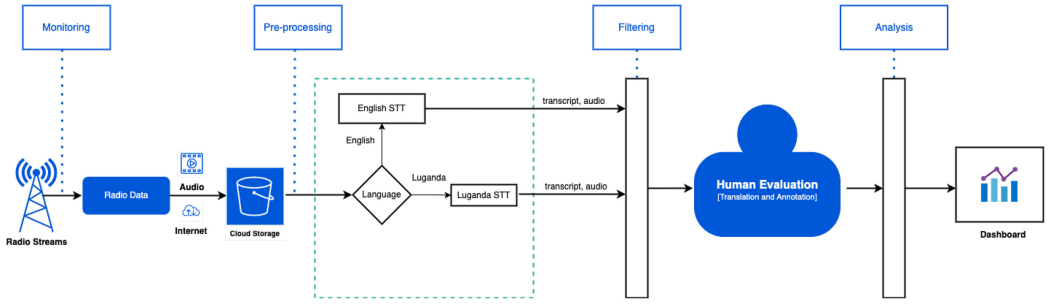 Monitoring
Pre-processing
Filtering
Analysis
English STT
transcript, audio
English
Luganda
Audio
Radio Data
Language
Luganda STT
transcript, audio
Human Evaluation
[Translation and Annotation]
Internet
Radio Streams
Cloud Storage
Dashboard